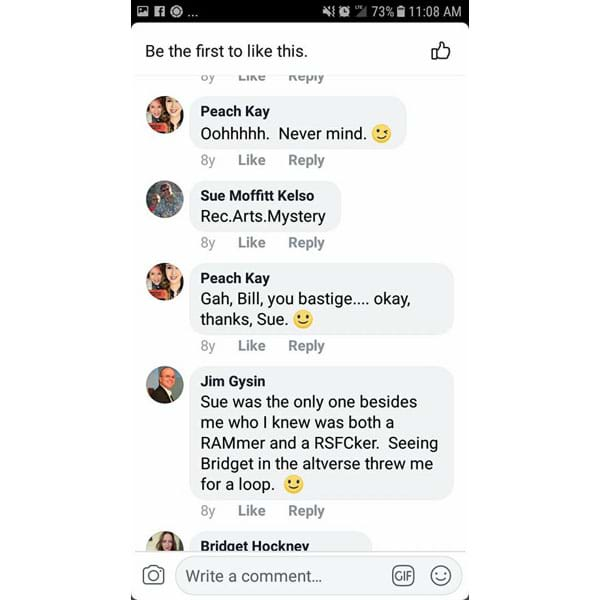 73% 11:08 AM
Be the first to like this.
8y Like Reply
Peach Kay
Oohhhhh. Never mind.
8y Like Reply
Sue Moffitt Kelso
Rec.Arts.Mystery
8y Like Reply
Peach Kay
Gah, Bill, you bastige.... okay,
thanks, Sue.
8y Like Reply
Jim Gysin
Sue was the only one besides
me who I knew was both a
RAMmer and a RSFCker. Seeing
Bridget in the altverse threw me
for a loop.
8y Like Reply
Bridget Hockney
Write a comment...
GIF